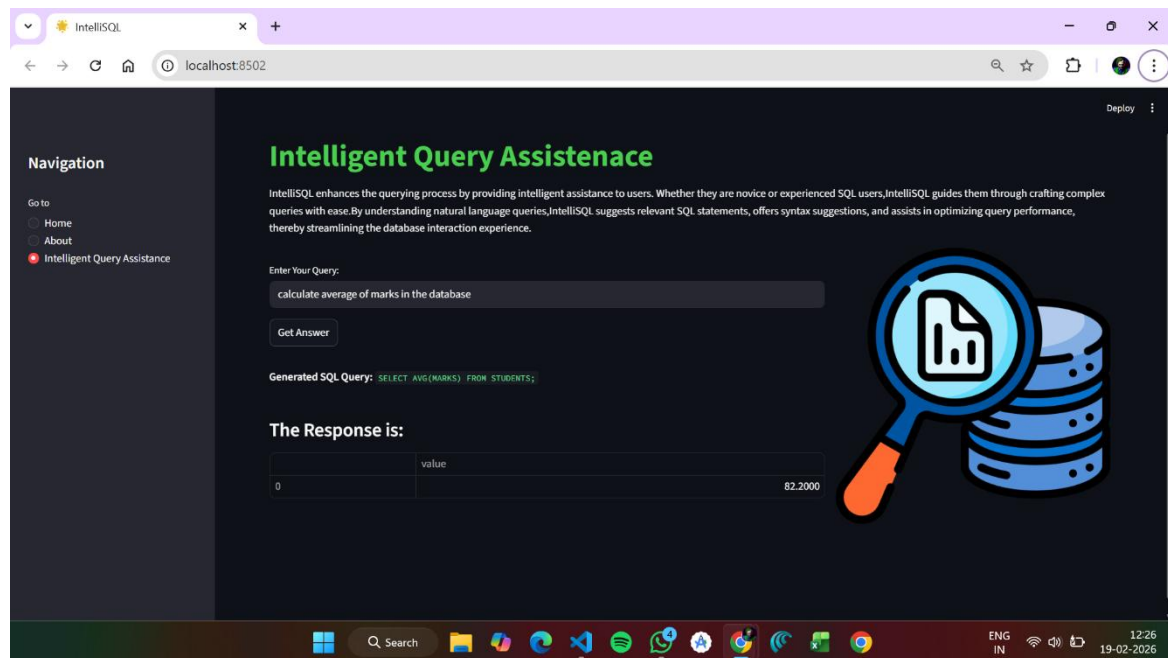 IntelliSQL
localhost:8502
Deploy
Navigation
Go to
Home
About
Intelligent Query Assistance
Intelligent Query Assistenace
IntelliSQL enhances the querying process by providing intelligent assistance to users. Whether they are novice or experienced SQL users,IntelliSQL guides them through crafting complex
queries with ease.By understanding natural language queries,IntelliSQL suggests relevant SQL statements, offers syntax suggestions, and assists in optimizing query performance,
thereby streamlining the database interaction experience.
Enter Your Query:
calculate average of marks in the database
Get Answer
Generated SQL Query: SELECT AVG(MARKS) FROM STUDENTS;
The Response is:
value
0 82.2000
Search
4
ENG
IN
12:26
19-02-2026